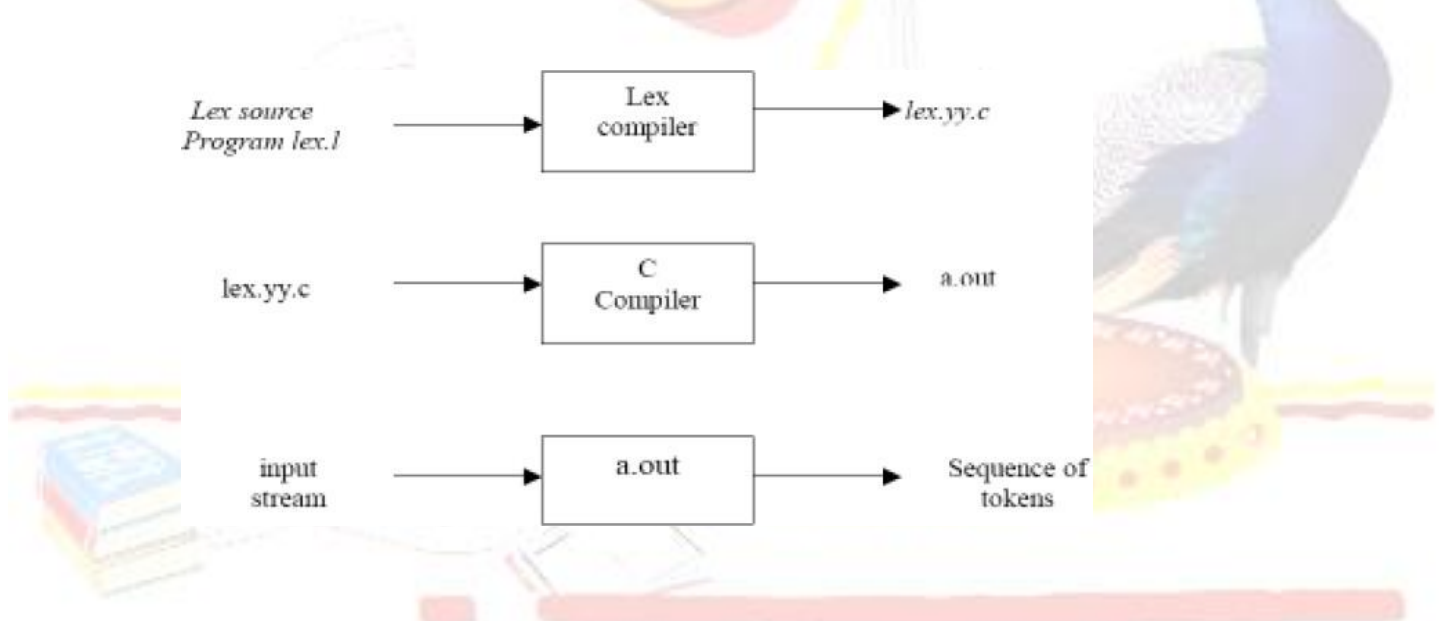 Lex source
Program lex.l
Lex
compiler
lex.yy.c
lex.yy.c
C
Compiler
a.out
input
stream
a.out
Sequence of
tokens